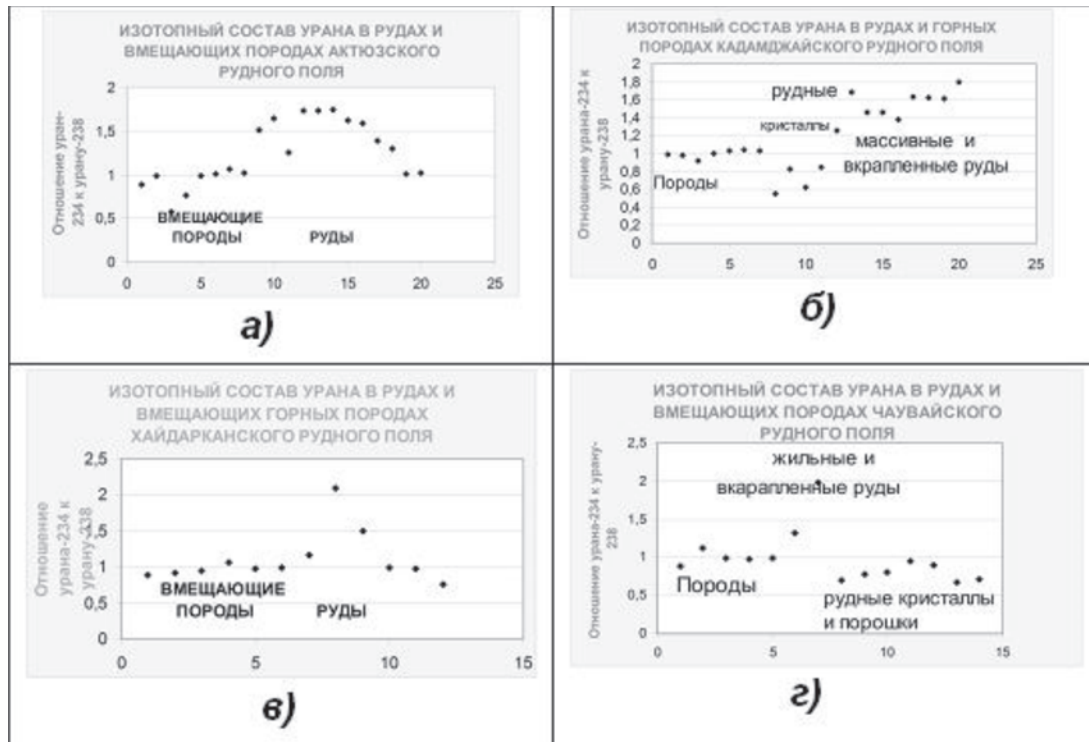 ИЗОТОПНЫЙ СОСТАВ УРАНА В РУДАХ И
ВМЕЩАЮЩИХ ПОРОДАХ АКТЮЗСКОГО
РУДНОГО ПОЛЯ
Отношение уран-
234 к урану-238
2
1,5
1
0,5
0
ВМЕЩАЮЩИЕ
ПОРОДЫ
РУДЫ
0 5 10 15 20 25
а)
ИЗОТОПНЫЙ СОСТАВ УРАНА В РУДАХ И ГОРНЫХ
ПОРОДАХ КАДАМДЖАЙСКОГО РУДНОГО ПОЛЯ
Отношение урана-234 к
урану-238
2
1,8
1,6
1,4
1,2
1
0,8
0,6
0,4
0,2
0
рудные
кристаллы
массивные и
вкрапленные руды
Породы
0 5 10 15 20 25
б)
ИЗОТОПНЫЙ СОСТАВ УРАНА В РУДАХ И
ВМЕЩАЮЩИХ ГОРНЫХ ПОРОДАХ
ХАЙДАРКАНСКОГО РУДНОГО ПОЛЯ
Отношение
урана-234 к
урану-238
2,5
2
1,5
1
0,5
0
ВМЕЩАЮЩИЕ
ПОРОДЫ
РУДЫ
0 5 10 15
в)
ИЗОТОПНЫЙ СОСТАВ УРАНА В РУДАХ И
ВМЕЩАЮЩИХ ПОРОДАХ ЧАУВАЙСКОГО
РУДНОГО ПОЛЯ
Отношение урана-234 к урану-
238
2,5
2
1,5
1
0,5
0
жильные и
вкарапленные руды
Породы
рудные кристаллы
и порошки
0 5 10 15
г)